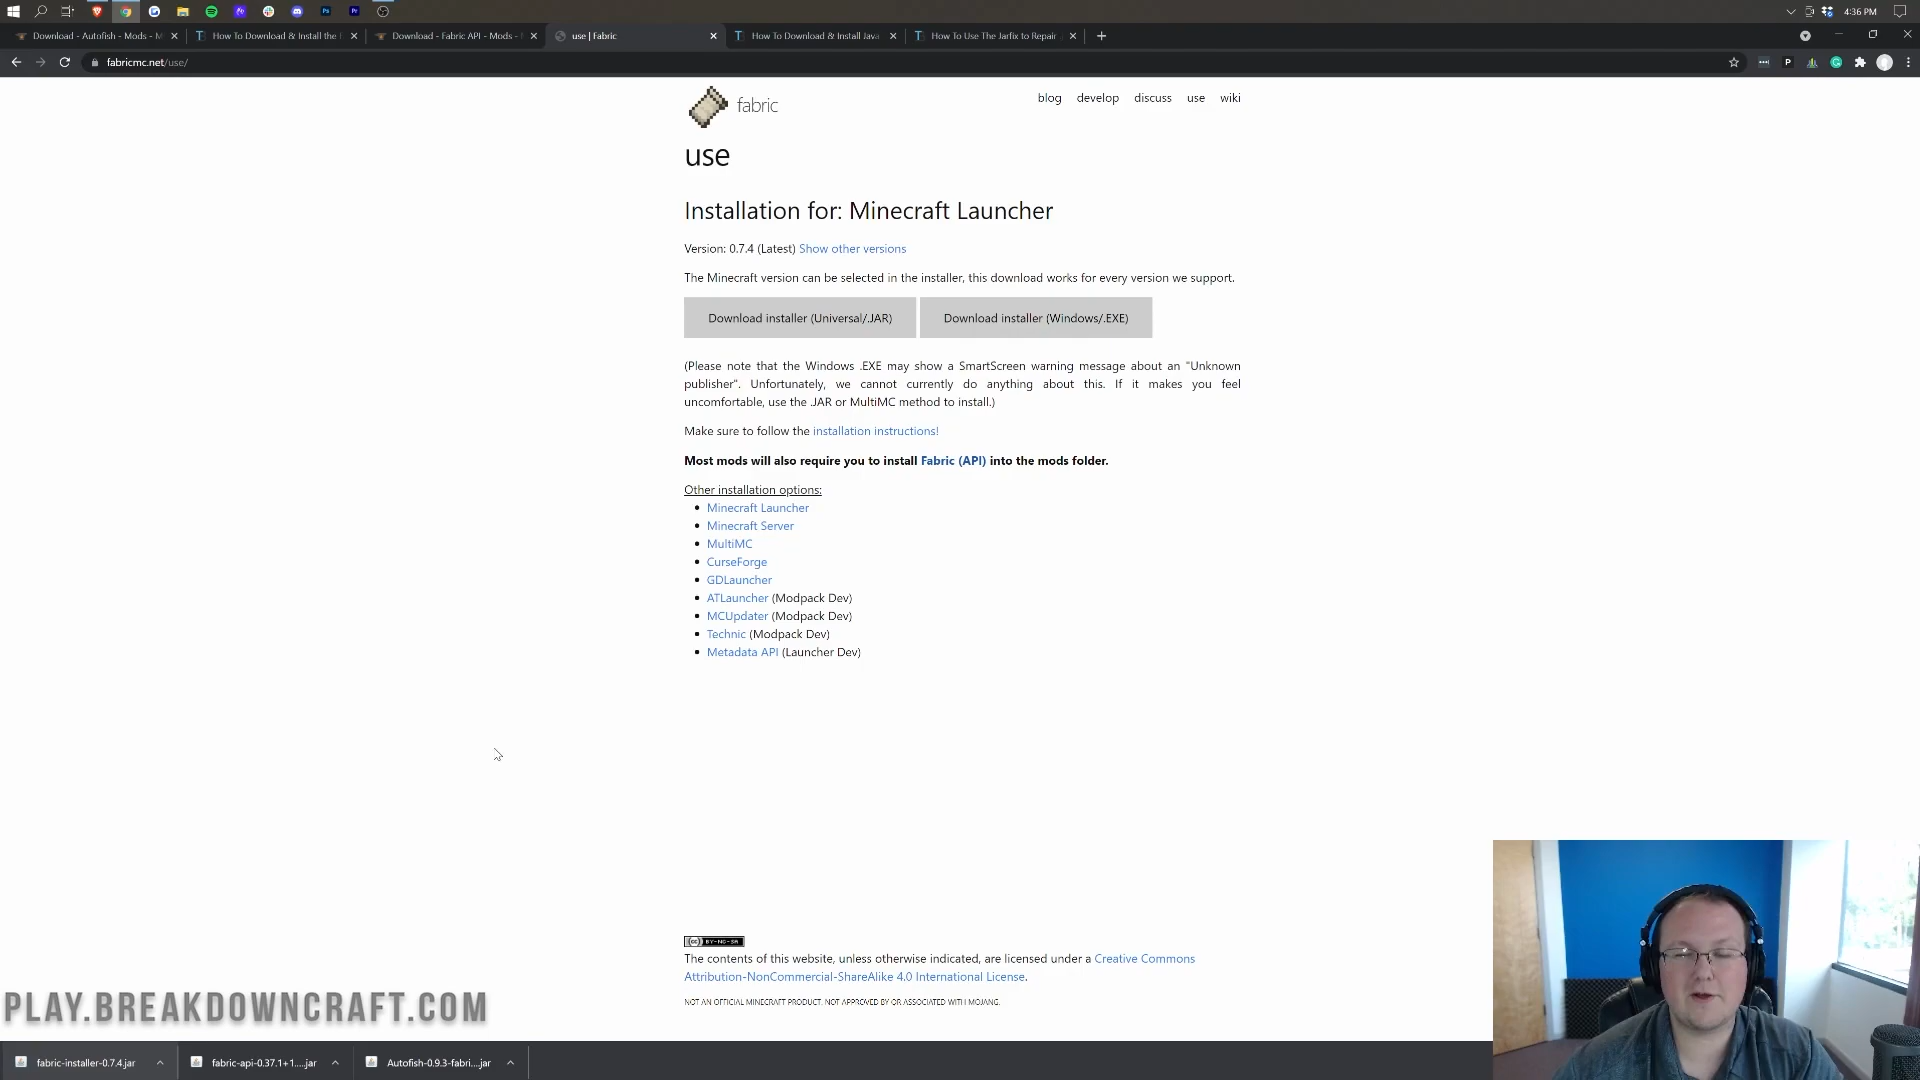 4:36 PM
Download - Autofish - Mods - M
How To Download & Install the F
Download - Fabric API - Mods -
use | Fabric
How To Download & Install Java
How To Use The Jarfix to Repair
fabricmc.net/use/
fabric
blog develop discuss use wiki
use
Installation for: Minecraft Launcher
Version: 0.7.4 (Latest) Show other versions
The Minecraft version can be selected in the installer, this download works for every version we support.
Download installer (Universal/.JAR)
Download installer (Windows/.EXE)
(Please note that the Windows .EXE may show a SmartScreen warning message about an "Unknown
publisher". Unfortunately, we cannot currently do anything about this. If it makes you feel
uncomfortable, use the .JAR or MultiMC method to install.)
Make sure to follow the installation instructions!
Most mods will also require you to install Fabric (API) into the mods folder.
Other installation options:
Minecraft Launcher
Minecraft Server
MultiMC
CurseForge
GDLauncher
ATLauncher (Modpack Dev)
MCUpdater (Modpack Dev)
Technic (Modpack Dev)
Metadata API (Launcher Dev)
(cc) BY-NC-SA
The contents of this website, unless otherwise indicated, are licensed under a Creative Commons
Attribution-NonCommercial-ShareAlike 4.0 International License.
NOT AN OFFICIAL MINECRAFT PRODUCT. NOT APPROVED BY OR ASSOCIATED WITH MOJANG.
PLAY.BREAKDOWNCRAFT.COM
fabric-installer-0.7.4.jar
fabric-api-0.37.1+1....jar
Autofish-0.9.3-fabri....jar